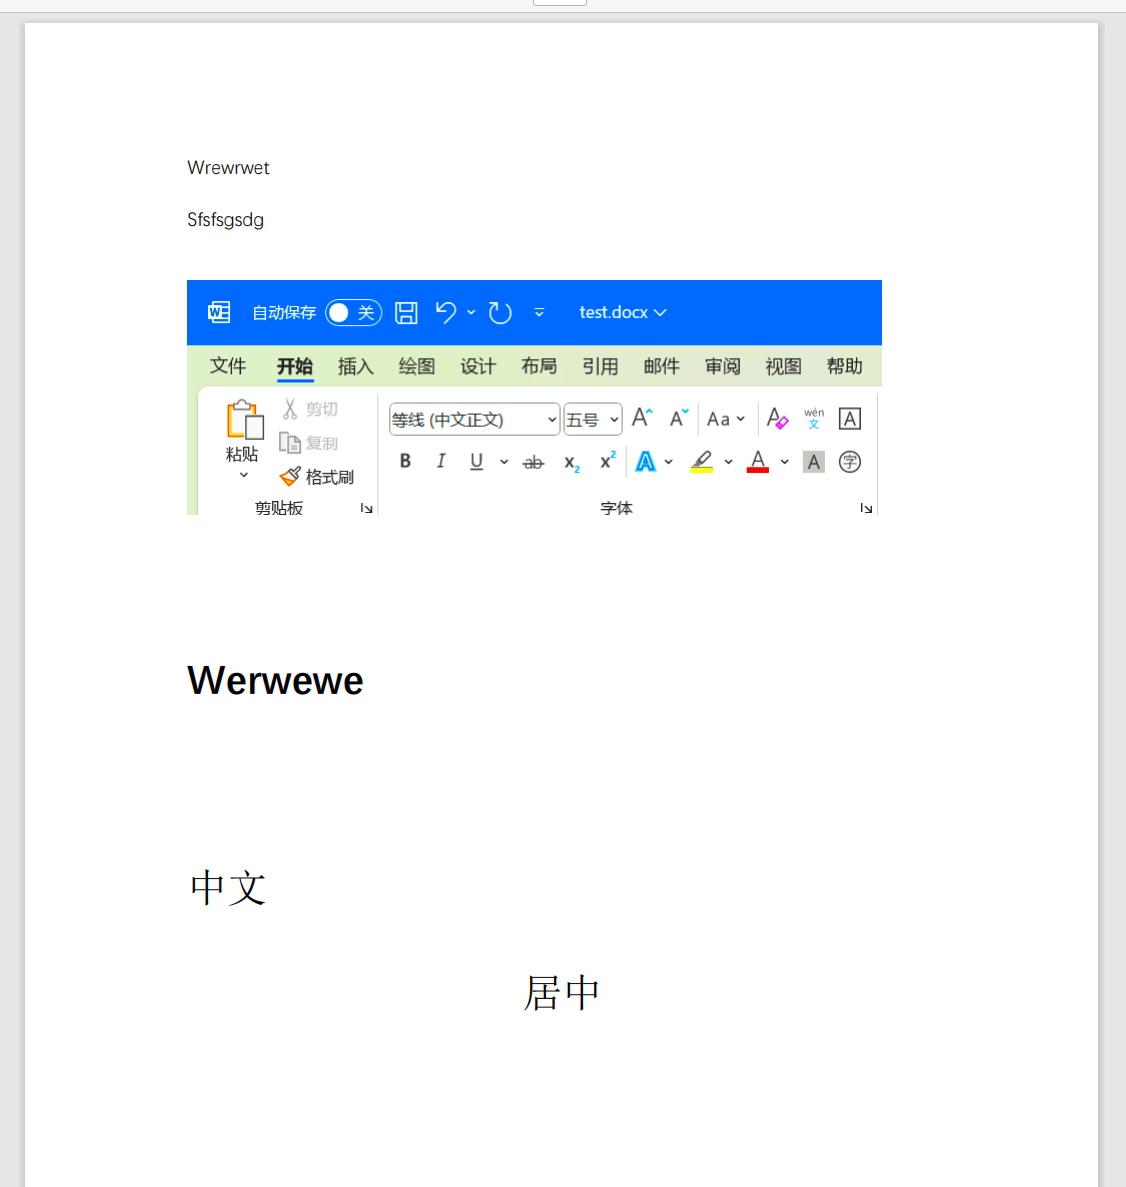 Wrewrwet
Sfsfsgsdg
自动保存 关 test.docx
文件 开始 插入 绘图 设计 布局 引用 邮件 审阅 视图 帮助
剪切
复制
粘贴
格式刷
剪贴板
等线 (中文正文) 五号 A A Aa A wén 文 A
B I U ab x2 x2 A A A 字
字体
Werwewe
中文
居中